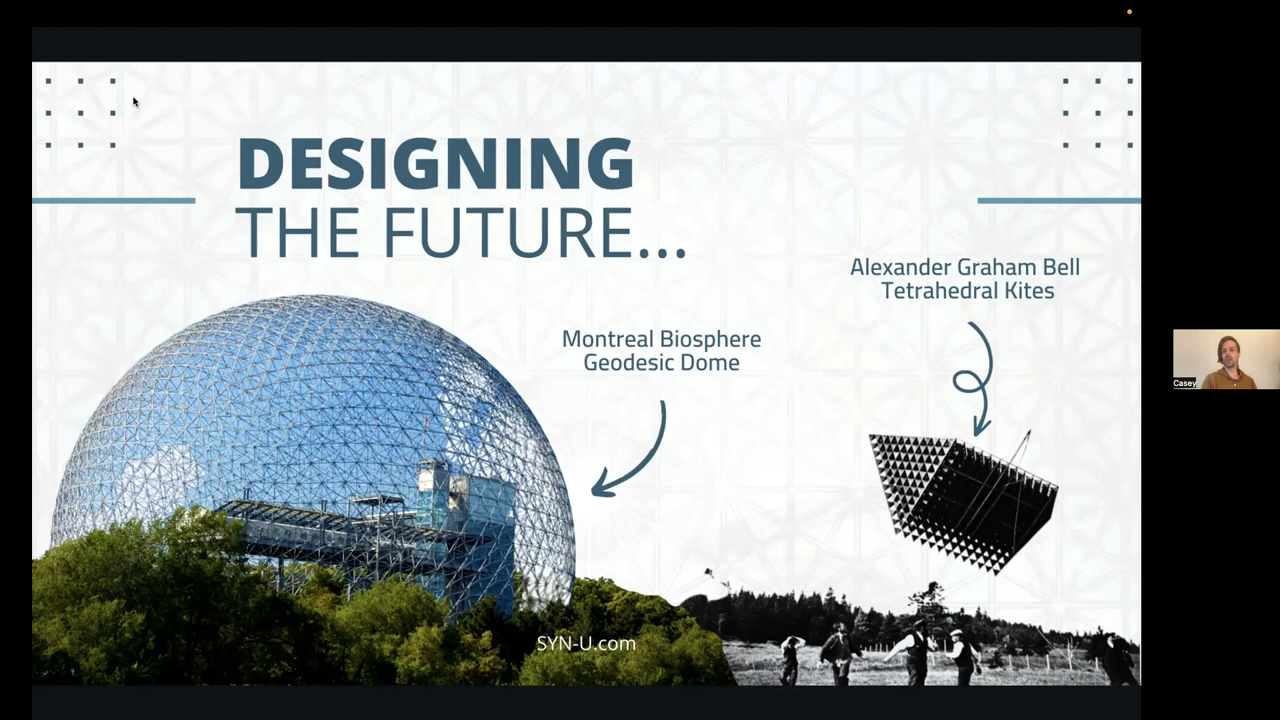 DESIGNING
THE FUTURE...
Alexander Graham Bell
Tetrahedral Kites
Montreal Biosphere
Geodesic Dome
SYN-U.com
Casey